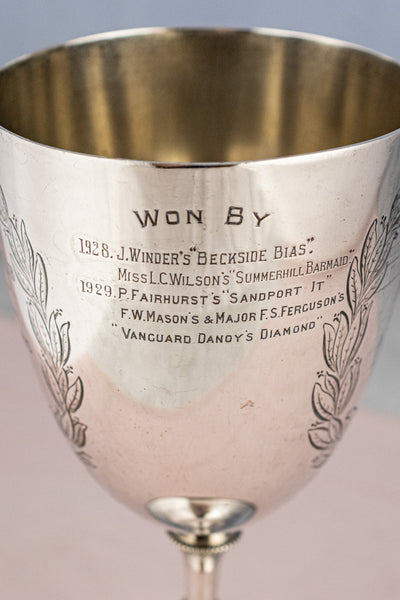 WON BY
1928. J. WINDER'S "BECKSIDE BIAS".
MISS L.C. WILSON'S "SUMMERHILL BARMAID"
1929. P. FAIRHURST'S "SANDPORT IT"
F.W. MASON'S & MAJOR F.S. FERGUSON'S
"VANGUARD DANDY'S DIAMOND"